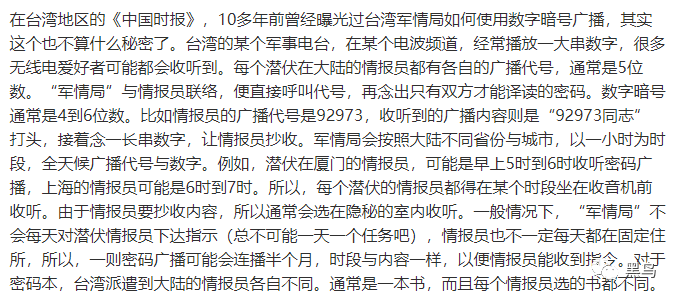 在台湾地区的《中国时报》，10多年前曾经曝光过台湾军情局如何使用数字暗号广播，其实
这个也不算什么秘密了。台湾的某个军事电台，在某个电波频道，经常播放一大串数字，很多
无线电爱好者可能都会收听到。每个潜伏在大陆的情报员都有各自的广播代号，通常是5位
数。“军情局”与情报员联络，便直接呼叫代号，再念出只有双方才能译读的密码。数字暗号
通常是4到6位数。比如情报员的广播代号是92973，收听到的广播内容则是“92973同志”
打头，接着念一长串数字，让情报员抄收。军情局会按照大陆不同省份与城市，以一小时为时
段，全天候广播代号与数字。例如，潜伏在厦门的情报员，可能是早上5时到6时收听密码广
播，上海的情报员可能是6时到7时。所以，每个潜伏的情报员都得在某个时段坐在收音机前
收听。由于情报员要抄收内容，所以通常会选在隐秘的室内收听。一般情况下，“军情局”不
会每天对潜伏情报员下达指示（总不可能一天一个任务吧），情报员也不一定每天都在固定住
所，所以，一则密码广播可能会连播半个月，时段与内容一样，以便情报员能收到指令。对于
密码本，台湾派遣到大陆的情报员各自不同。通常是一本书，而且每个情报员选的书都不同。
黑鸟